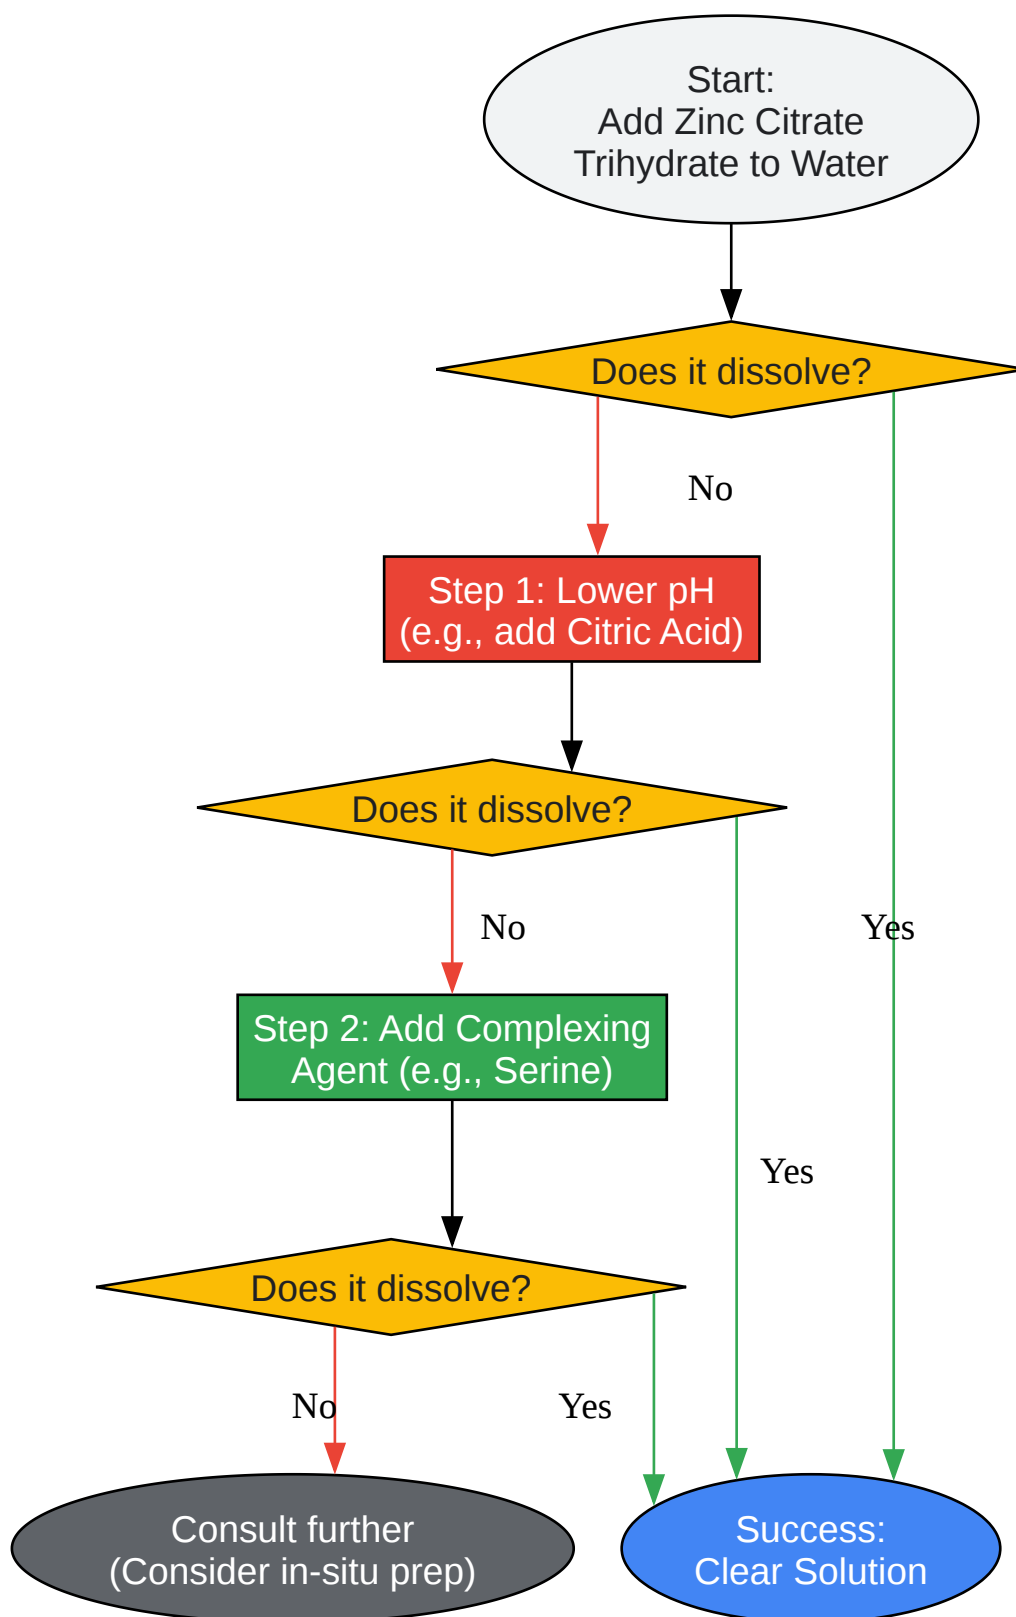 Start:
Add Zinc Citrate
Trihydrate to Water
Does it dissolve?
No
Step 1: Lower pH
(e.g., add Citric Acid)
Does it dissolve?
No
Yes
Step 2: Add Complexing
Agent (e.g., Serine)
Yes
Does it dissolve?
No
Yes
Consult further
(Consider in-situ prep)
Success:
Clear Solution